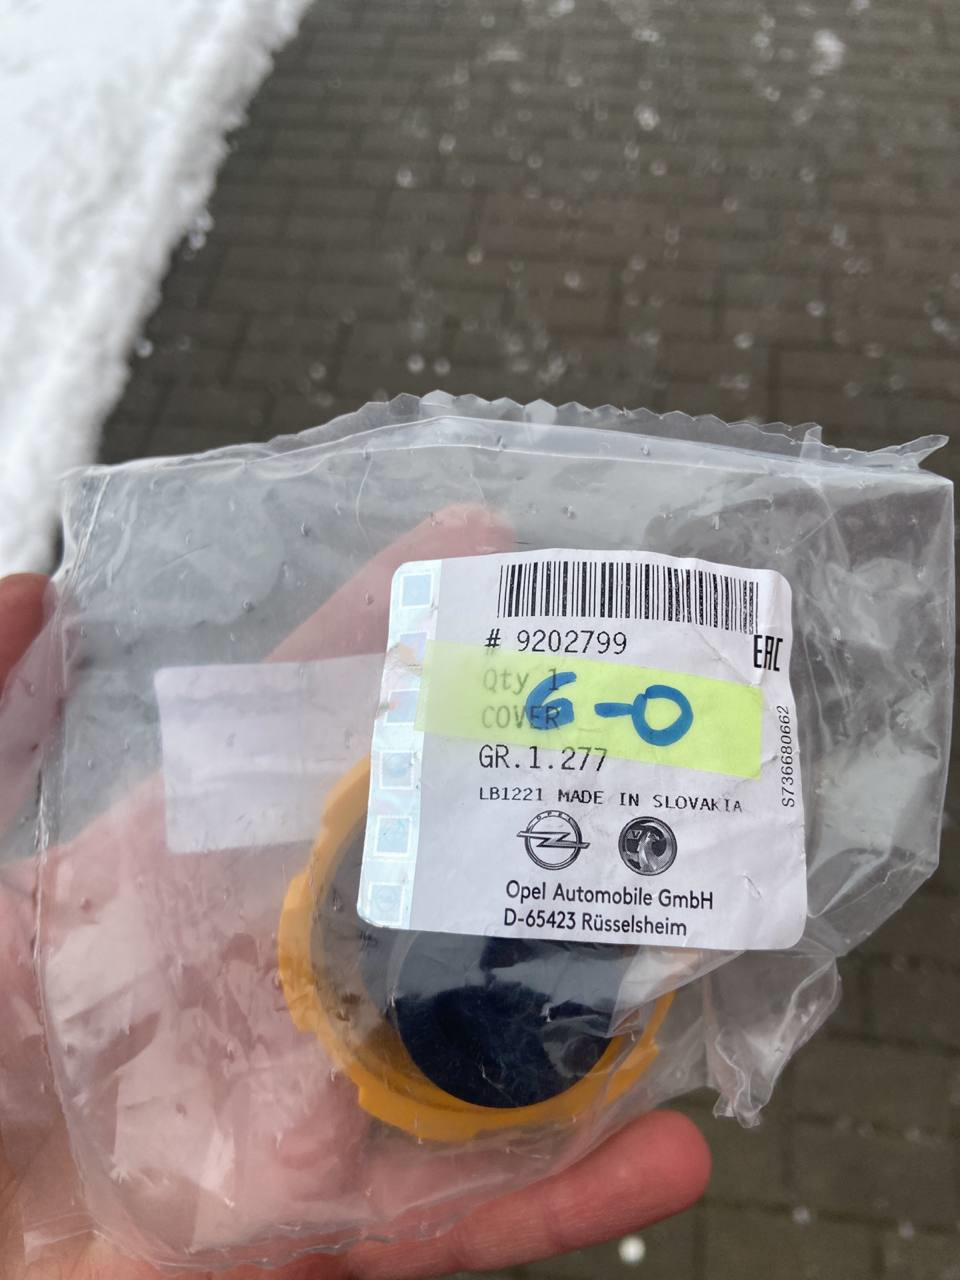 # 9202799
EAC
Qty 1
COVER
6-0
GR.1.277
LB1221 MADE IN SLOVAKIA
S736680662
OPEL
Opel Automobile GmbH
D-65423 Rüsselsheim